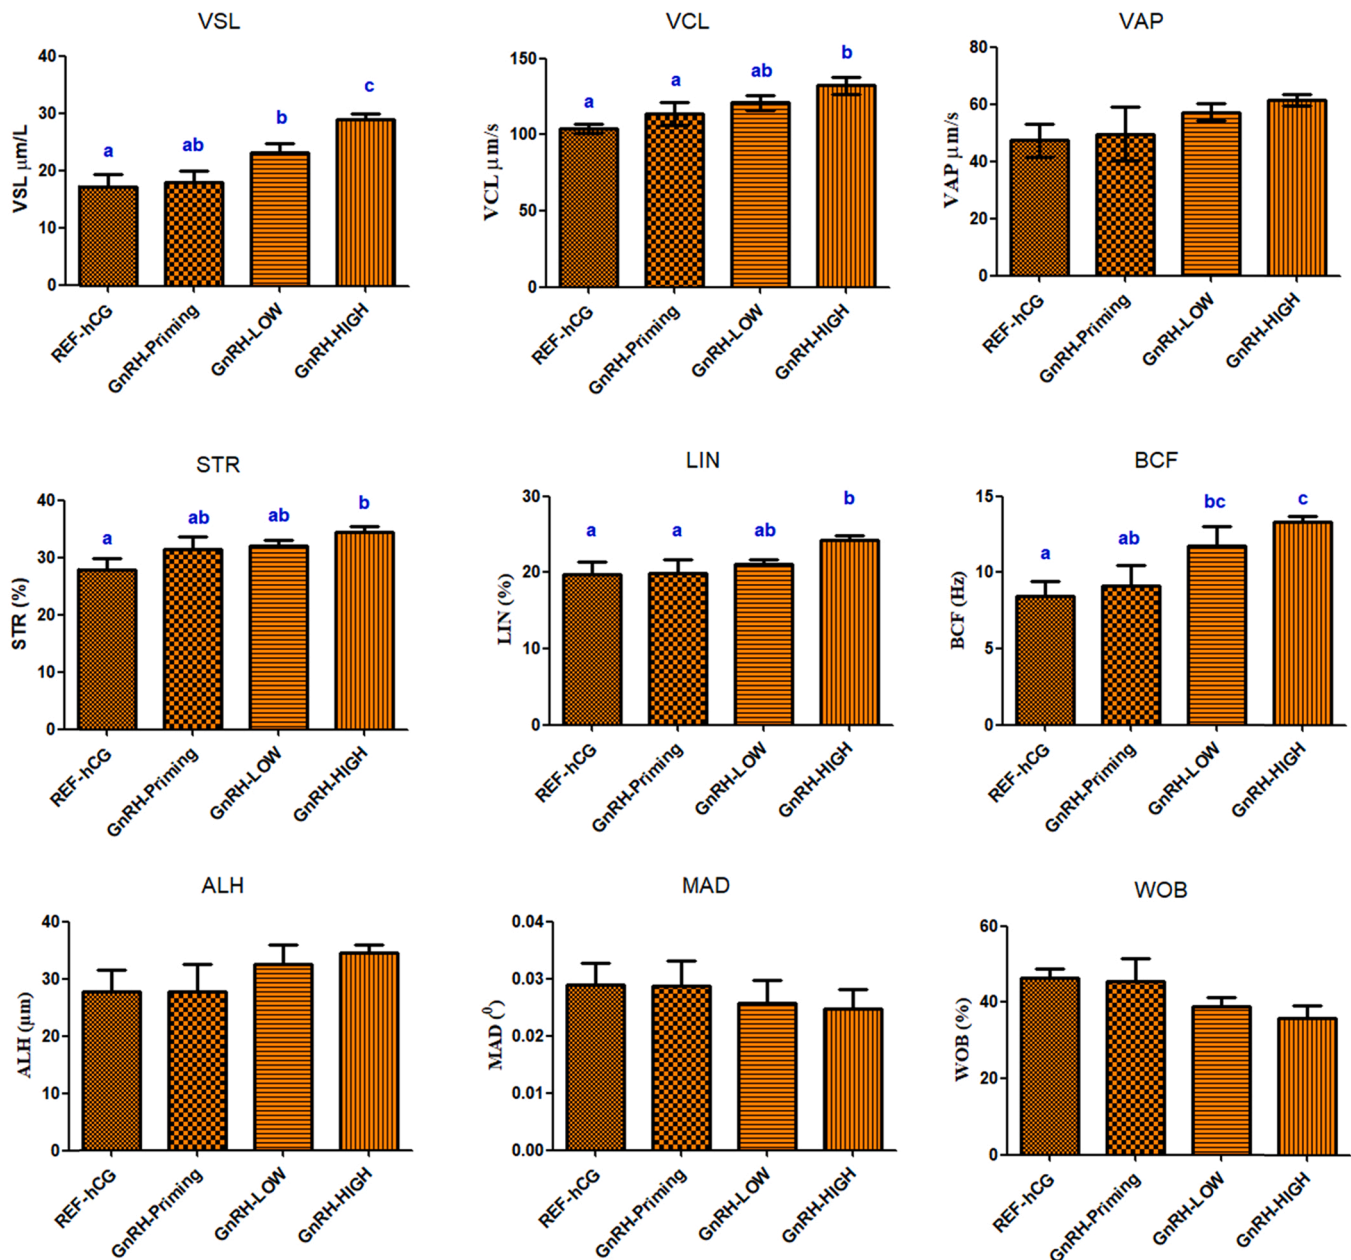 VSL
VCL
VAP
40
30
20
10
0
VSL µm/L
a
ab
b
c
REF-hCG
GnRH-Priming
GnRH-LOW
GnRH-HIGH
150
100
50
0
VCL µm/s
a
a
ab
b
REF-hCG
GnRH-Priming
GnRH-LOW
GnRH-HIGH
80
60
40
20
0
VAP µm/s
REF-hCG
GnRH-Priming
GnRH-LOW
GnRH-HIGH
STR
LIN
BCF
40
30
20
10
0
STR (%)
a
ab
ab
b
REF-hCG
GnRH-Priming
GnRH-LOW
GnRH-HIGH
30
20
10
0
LIN (%)
a
a
ab
b
REF-hCG
GnRH-Priming
GnRH-LOW
GnRH-HIGH
15
10
5
0
BCF (Hz)
a
ab
bc
c
REF-hCG
GnRH-Priming
GnRH-LOW
GnRH-HIGH
ALH
MAD
WOB
40
30
20
10
0
ALH (µm)
REF-hCG
GnRH-Priming
GnRH-LOW
GnRH-HIGH
0.04
0.03
0.02
0.01
0.00
MAD (⁰)
REF-hCG
GnRH-Priming
GnRH-LOW
GnRH-HIGH
60
40
20
0
WOB (%)
REF-hCG
GnRH-Priming
GnRH-LOW
GnRH-HIGH